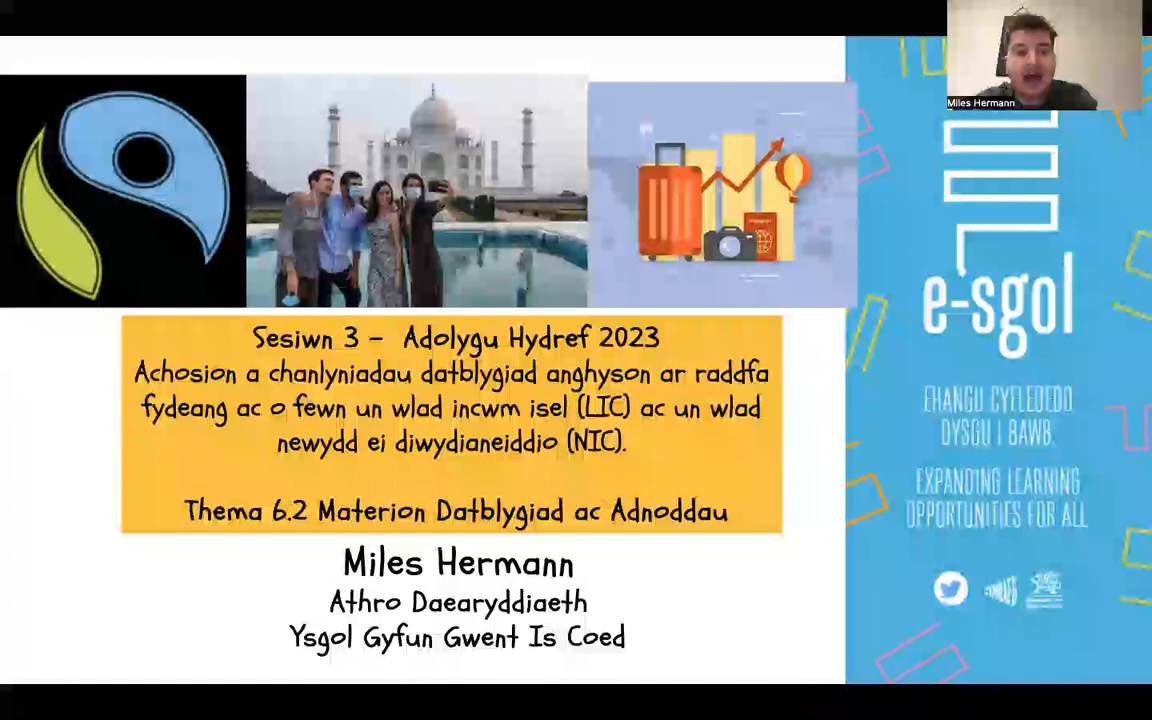 Miles Hermann
Sesiwn 3 - Adolygu Hydref 2023
Achosion a chanlyniadau datblygiad anghyson ar raddfa
fydeang ac o fewn un wlad incwm isel (LIC) ac un wlad
newydd ei diwydianeiddio (NIC).
Thema 6.2 Materion Datblygiad ac Adnoddau
Miles Hermann
Athro Daearyddiaeth
Ysgol Gyfun Gwent Is Coed
e-sgol
EHANGU CYFLEOEDD
DYSGU I BAWB.
EXPANDING LEARNING
OPPORTUNITIES FOR ALL